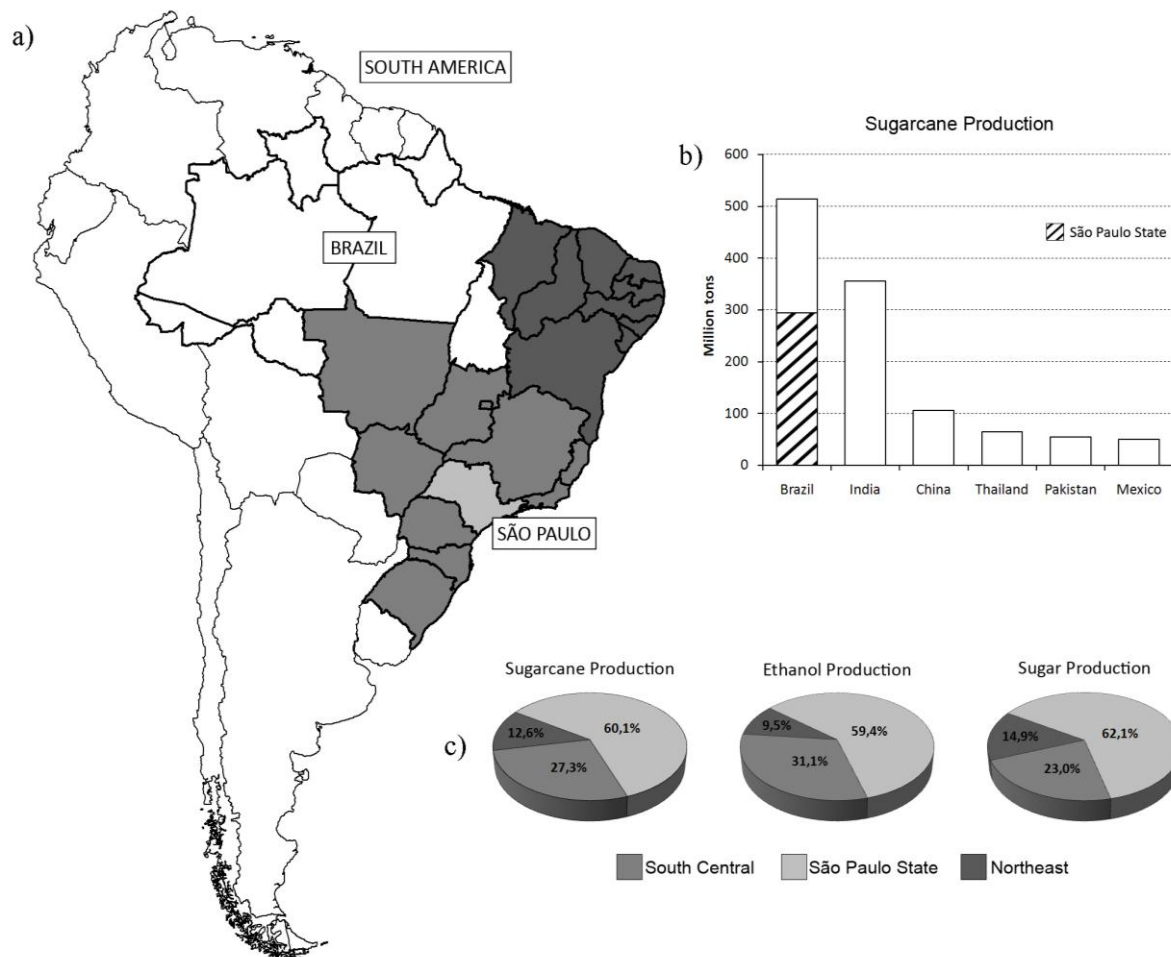 a)
SOUTH AMERICA
BRAZIL
SÃO PAULO
Sugarcane Production
b)
600
500
400
300
200
100
0
Million tons
São Paulo State
Brazil India China Thailand Pakistan Mexico
c)
Sugarcane Production
12,6%
60,1%
27,3%
Ethanol Production
9,5%
59,4%
31,1%
Sugar Production
14,9%
62,1%
23,0%
South Central São Paulo State Northeast